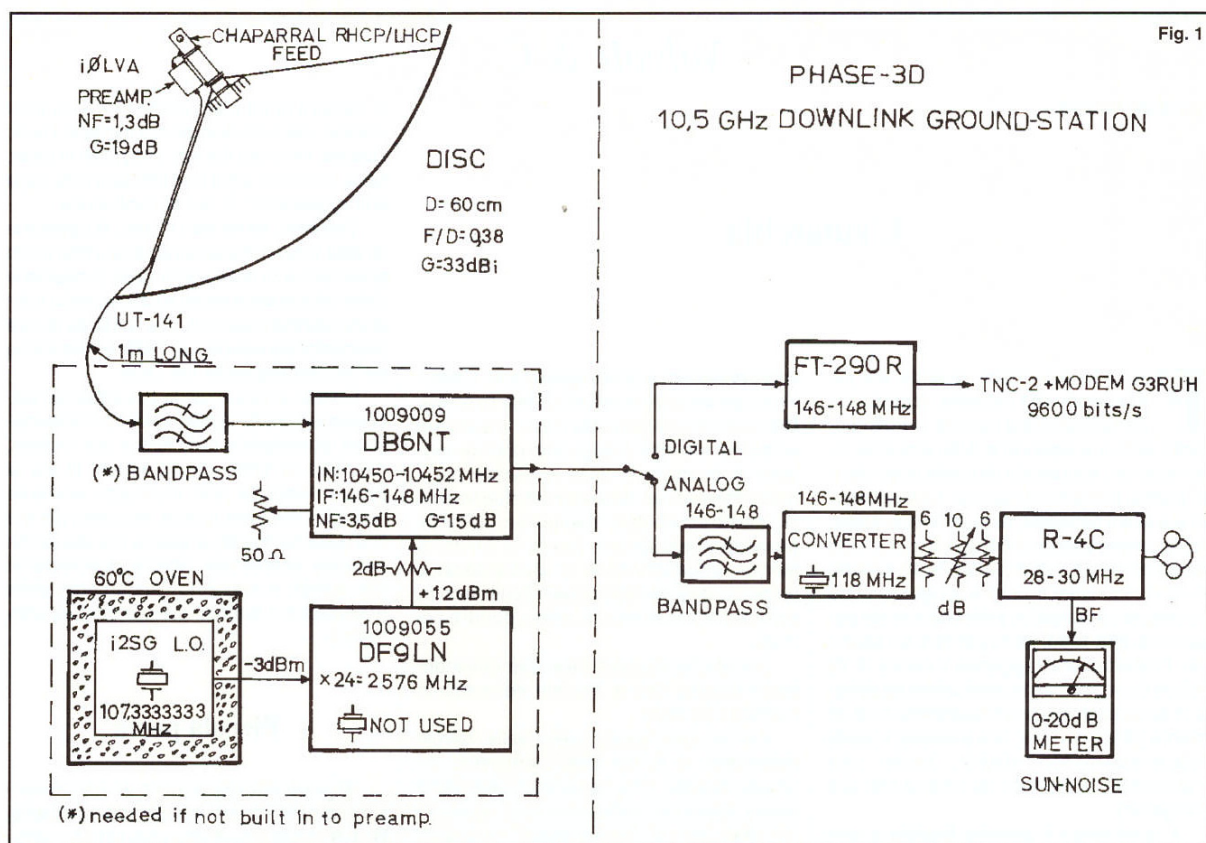 Fig. 1
PHASE-3D
10,5 GHz DOWNLINK GROUND-STATION
CHAPARRAL RHCP/LHCP
FEED
iØLVA
PREAMP.
NF=1,3dB
G=19dB
DISC
D=60cm
F/D=0,38
G=33dBi
UT-141
1m LONG
(*) BANDPASS
1009009
DB6NT
IN:10450-10452 MHz
IF:146-148 MHz
NF=3,5dB G=15dB
50 Ω
2dB
+12dBm
60°C OVEN
i2SG L.O.
107,3333333
MHz
-3dBm
1009055
DF9LN
×24=2576 MHz
NOT USED
(*) needed if not built in to preamp.
FT-290R
146-148 MHz
TNC-2 +MODEM G3RUH
9600 bits/s
DIGITAL
ANALOG
146-148
BANDPASS
146-148MHz
CONVERTER
118 MHz
6 10 6
dB
R-4C
28-30 MHz
BF
0-20dB
METER
SUN-NOISE